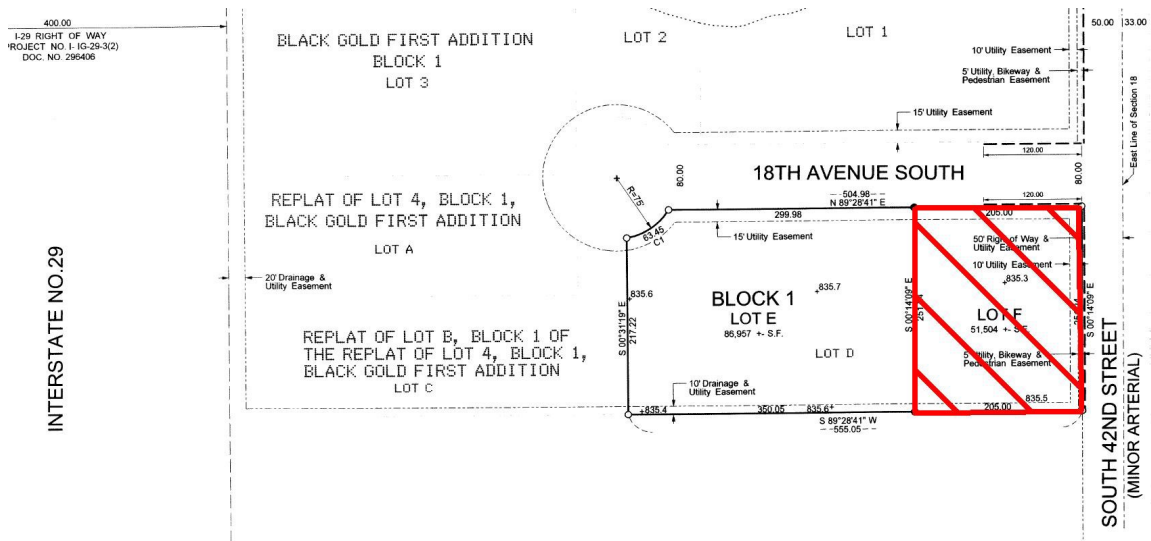 400.00
I-29 RIGHT OF WAY
PROJECT NO. I- IG-29-3(2)
DOC. NO. 296406
BLACK GOLD FIRST ADDITION
BLOCK 1
LOT 3
LOT 2
LOT 1
50.00
33.00
10' Utility Easement
5' Utility, Bikeway &
Pedestrian Easement
15' Utility Easement
East Line of Section 18
120.00
80.00
18TH AVENUE SOUTH
80.00
R=75'
REPLAT OF LOT 4, BLOCK 1,
BLACK GOLD FIRST ADDITION
LOT A
504.98
N 89°28'41" E
120.00
299.98
205.00
63.45
C1
15' Utility Easement
50' Right of Way &
Utility Easement
10' Utility Easement
INTERSTATE NO.29
20' Drainage &
Utility Easement
835.6
835.7
835.3
BLOCK 1
LOT E
86,957 +- S.F.
S 00°31'19" E
217.22
S 00°14'09" E
LOT F
51,504 +- S.F.
S 00°14'09" E
REPLAT OF LOT B, BLOCK 1 OF
THE REPLAT OF LOT 4, BLOCK 1,
BLACK GOLD FIRST ADDITION
LOT C
LOT D
5' Utility, Bikeway &
Pedestrian Easement
10' Drainage &
Utility Easement
835.5
835.4
350.05
835.6
205.00
S 89°28'41" W
555.05
SOUTH 42ND STREET
(MINOR ARTERIAL)